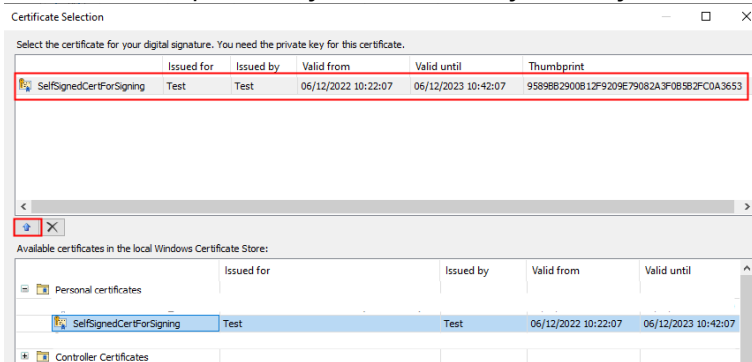 Certificate Selection
Select the certificate for your digital signature. You need the private key for this certificate.
Issued for Issued by Valid from Valid until Thumbprint
SelfSignedCertForSigning Test Test 06/12/2022 10:22:07 06/12/2023 10:42:07 9589BB2900B12F9209E79082A3F0B5B2FC0A3653
Available certificates in the local Windows Certificate Store:
Issued for Issued by Valid from Valid until
Personal certificates
SelfSignedCertForSigning Test Test 06/12/2022 10:22:07 06/12/2023 10:42:07
Controller Certificates